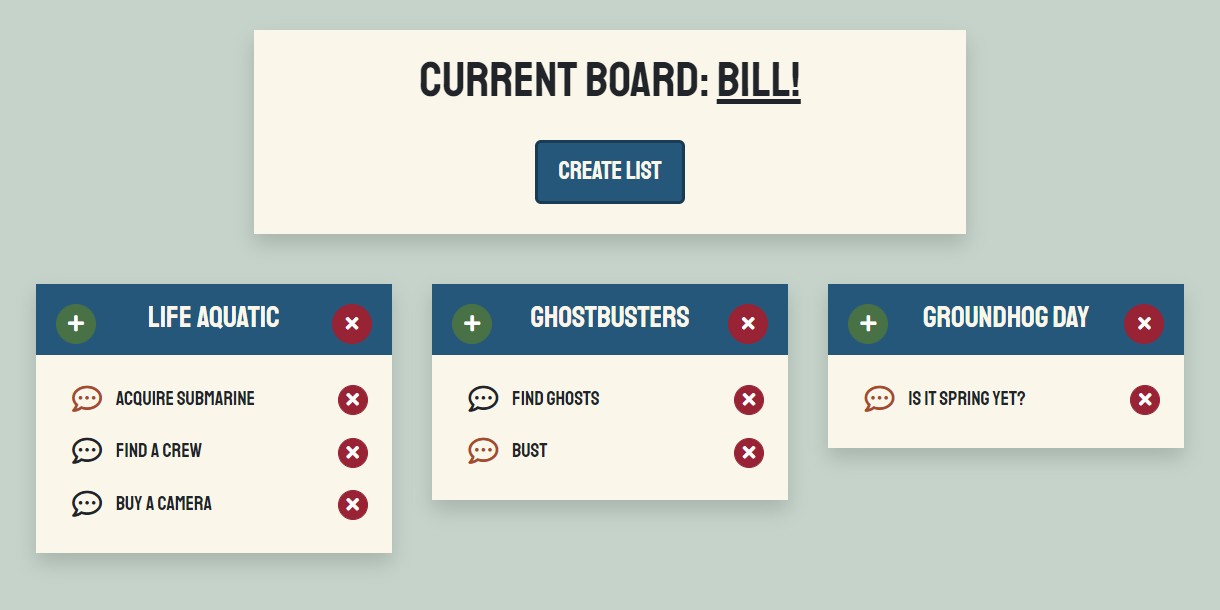 CURRENT BOARD: BILL!
CREATE LIST
LIFE AQUATIC
ACQUIRE SUBMARINE
FIND A CREW
BUY A CAMERA
GHOSTBUSTERS
FIND GHOSTS
BUST
GROUNDHOG DAY
IS IT SPRING YET?